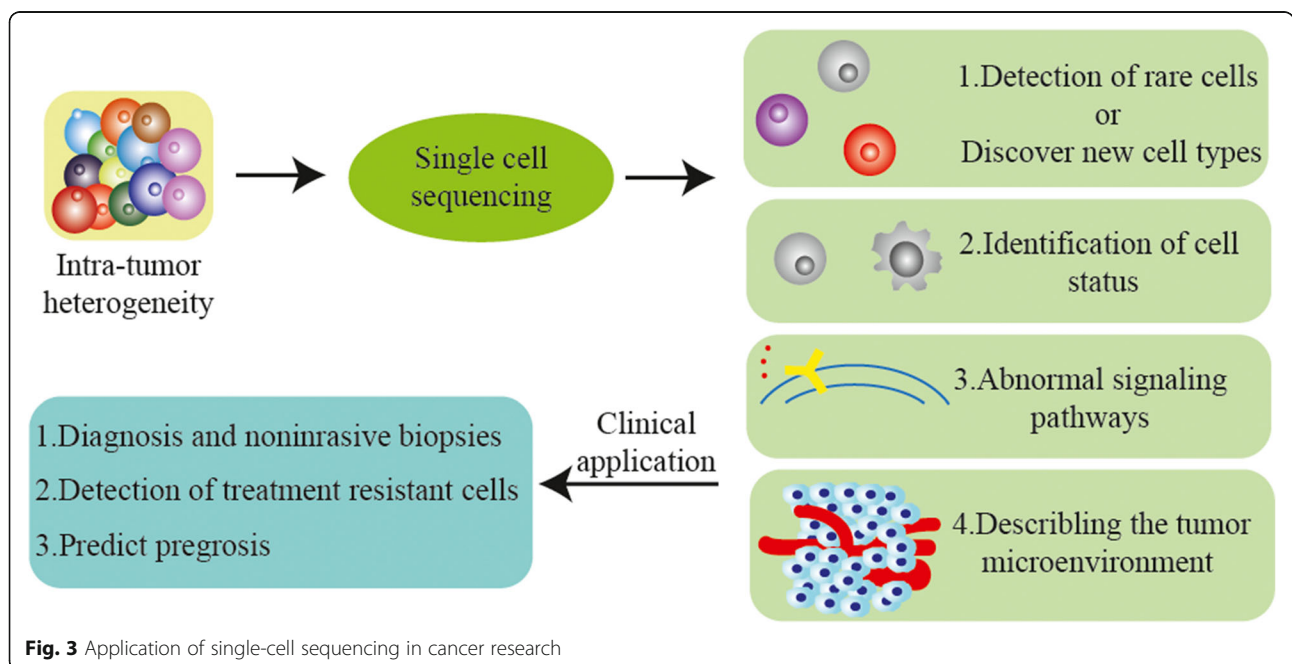 Intra-tumor
heterogeneity
Single cell
sequencing
1.Detection of rare cells
or
Discover new cell types
2.Identification of cell
status
3.Abnormal signaling
pathways
4.Describling the tumor
microenvironment
Clinical
application
1.Diagnosis and noninrasive biopsies
2.Detection of treatment resistant cells
3.Predict pregrosis
Fig. 3 Application of single-cell sequencing in cancer research